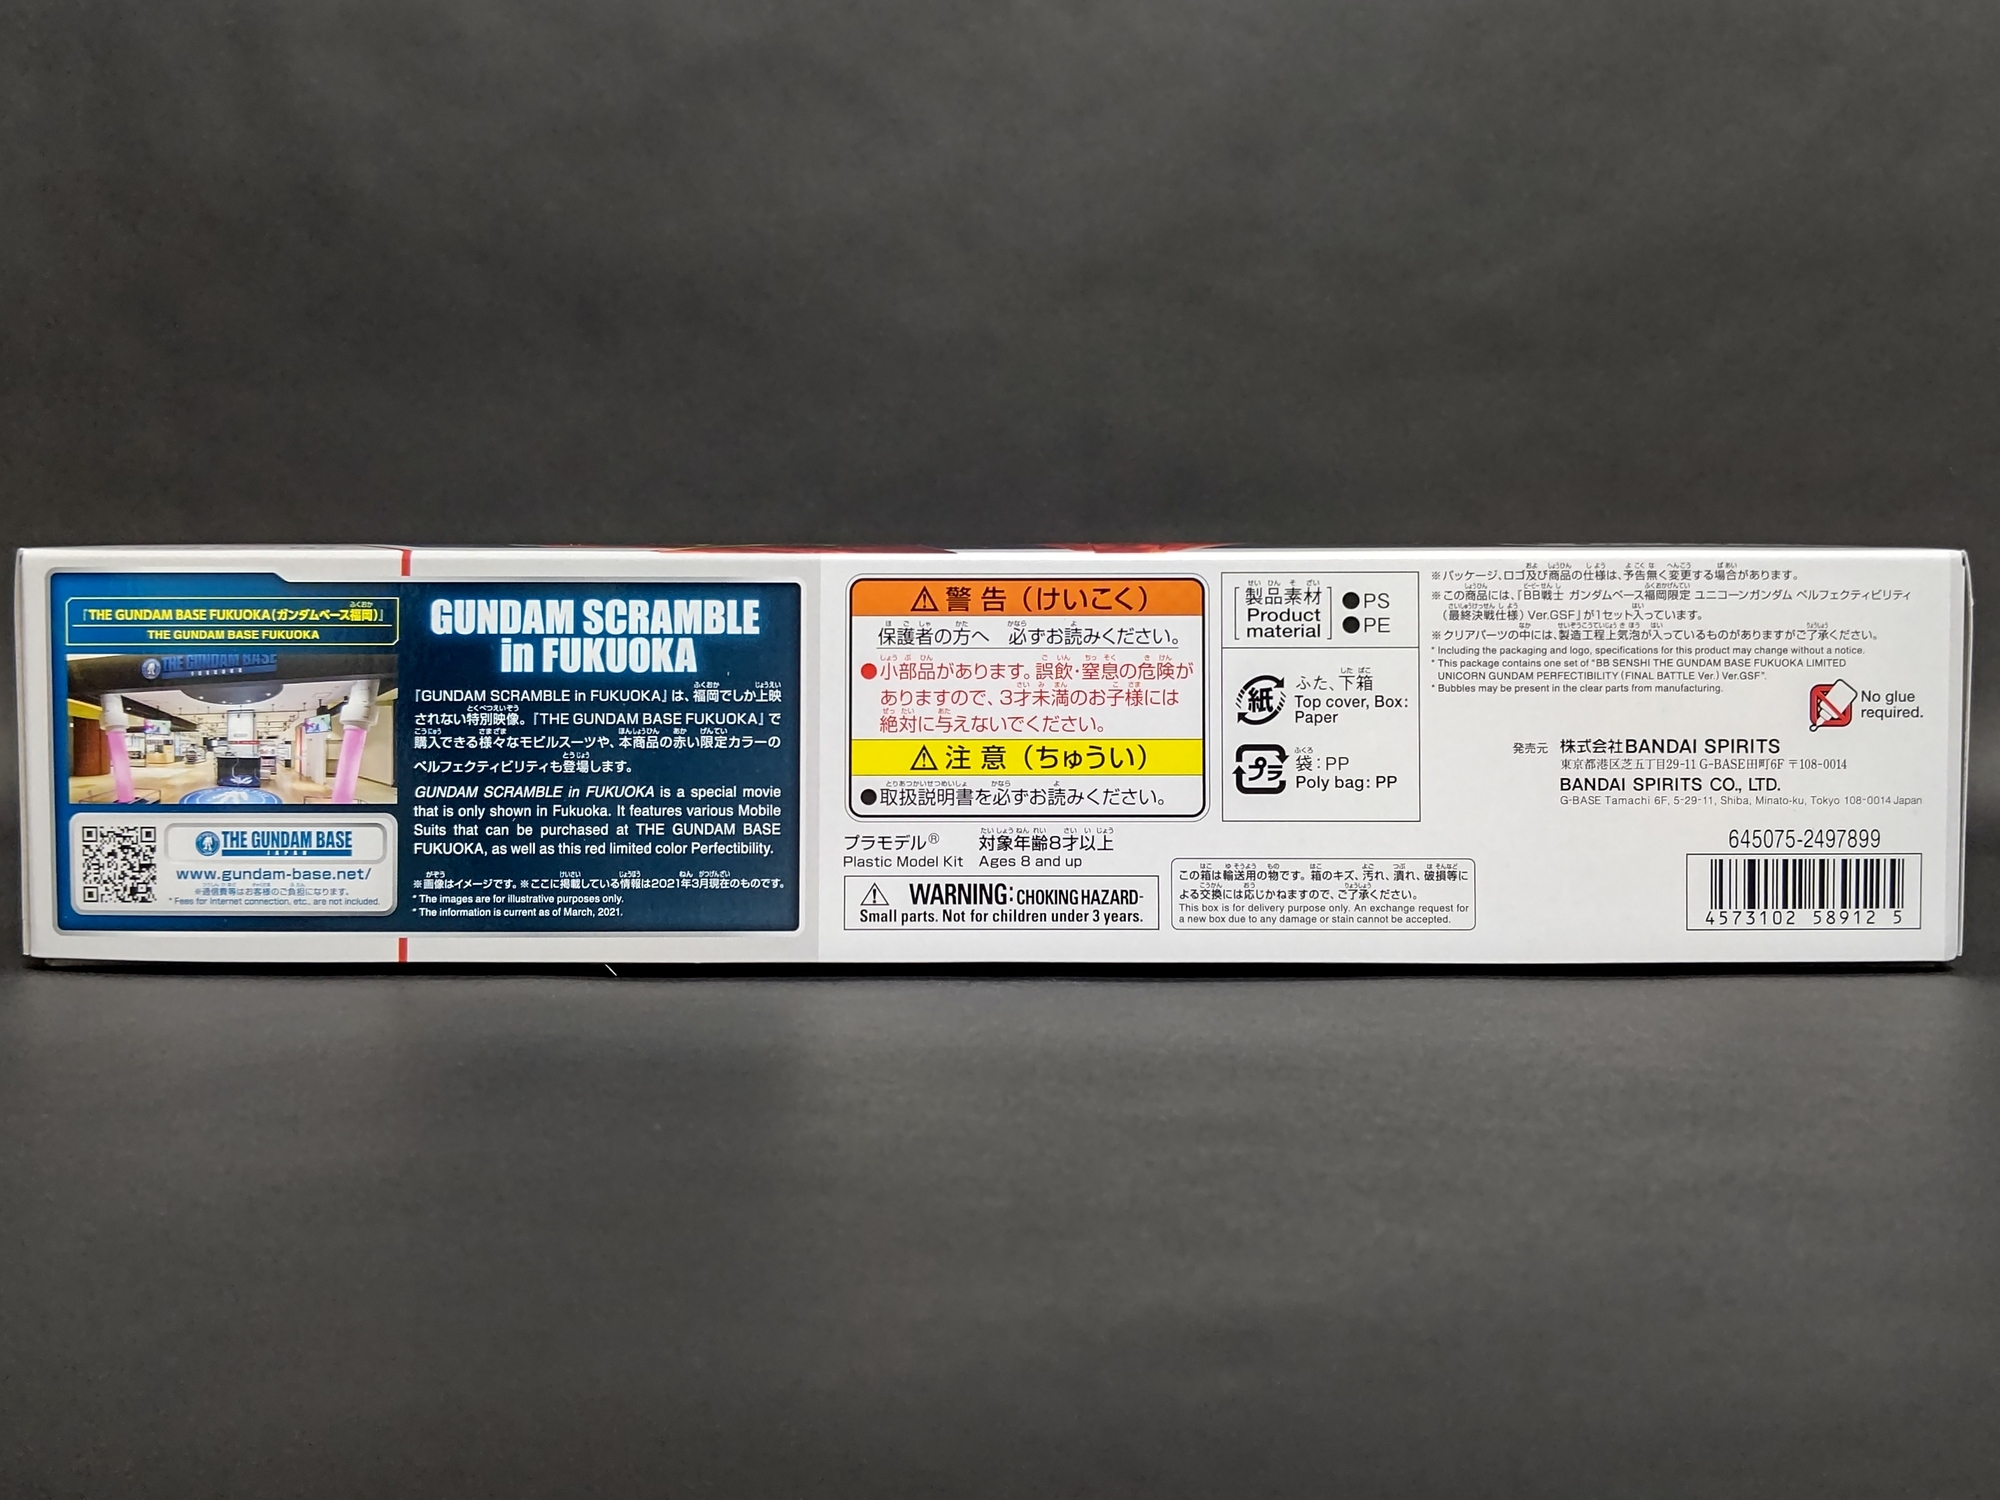 『THE GUNDAM BASE FUKUOKA(ガンダムベース福岡)』
THE GUNDAM BASE FUKUOKA
THE GUNDAM BASE
FUKUOKA
THE GUNDAM BASE
JAPAN
www.gundam-base.net/
※通信費等はお客様のご負担になります。
* Fees for Internet connection, etc., are not included.
GUNDAM SCRAMBLE
in FUKUOKA
『GUNDAM SCRAMBLE in FUKUOKA』は、福岡でしか上映
されない特別映像。『THE GUNDAM BASE FUKUOKA』で
購入できる様々なモビルスーツや、本商品の赤い限定カラーの
ペルフェクティビリティも登場します。
GUNDAM SCRAMBLE in FUKUOKA is a special movie
that is only shown in Fukuoka. It features various Mobile
Suits that can be purchased at THE GUNDAM BASE
FUKUOKA, as well as this red limited color Perfectibility.
※画像はイメージです。※ここに掲載している情報は2021年3月現在のものです。
* The images are for illustrative purposes only.
* The information is current as of March, 2021.
警告(けいこく)
保護者の方へ 必ずお読みください。
●小部品があります。誤飲・窒息の危険が
ありますので、3才未満のお子様には
絶対に与えないでください。
注意(ちゅうい)
●取扱説明書を必ずお読みください。
プラモデル® 対象年齢8才以上
Plastic Model Kit Ages 8 and up
WARNING: CHOKING HAZARD-
Small parts. Not for children under 3 years.
製品素材
Product
material
●PS
●PE
紙
ふた、下箱
Top cover, Box:
Paper
プラ
袋:PP
Poly bag: PP
この箱は輸送用の物です。箱のキズ、汚れ、潰れ、破損等に
よる交換には応じかねますので、ご了承ください。
This box is for delivery purpose only. An exchange request for
a new box due to any damage or stain cannot be accepted.
※パッケージ、ロゴ及び商品の仕様は、予告無く変更する場合があります。
※この商品には、『BB戦士 ガンダムベース福岡限定 ユニコーンガンダム ペルフェクティビリティ
(最終決戦仕様) Ver.GSF』が1セット入っています。
※クリアパーツの中には、製造工程上気泡が入っているものがありますがご了承ください。
* Including the packaging and logo, specifications for this product may change without a notice.
* This package contains one set of "BB SENSHI THE GUNDAM BASE FUKUOKA LIMITED
UNICORN GUNDAM PERFECTIBILITY (FINAL BATTLE Ver.) Ver.GSF".
* Bubbles may be present in the clear parts from manufacturing.
No glue
required.
発売元 株式会社BANDAI SPIRITS
東京都港区芝五丁目29-11 G-BASE田町6F 〒108-0014
BANDAI SPIRITS CO., LTD.
G-BASE Tamachi 6F, 5-29-11, Shiba, Minato-ku, Tokyo 108-0014 Japan
645075-2497899
4573102 58912 5